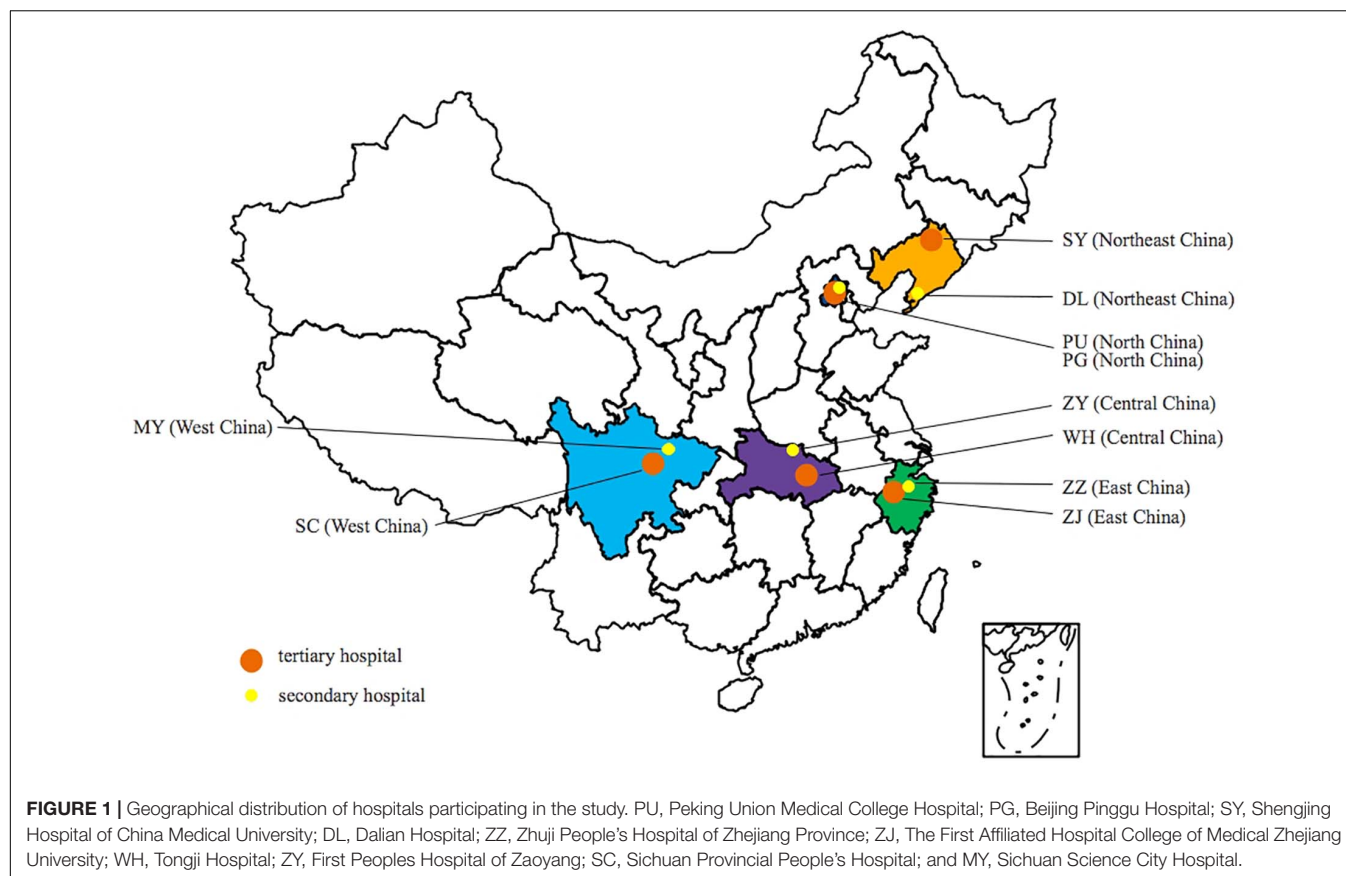 SY (Northeast China)
DL (Northeast China)
PU (North China)
PG (North China)
ZY (Central China)
MY (West China)
WH (Central China)
ZZ (East China)
SC (West China)
ZJ (East China)
tertiary hospital
secondary hospital
FIGURE 1 | Geographical distribution of hospitals participating in the study. PU, Peking Union Medical College Hospital; PG, Beijing Pinggu Hospital; SY, Shengjing
Hospital of China Medical University; DL, Dalian Hospital; ZZ, Zhuji People's Hospital of Zhejiang Province; ZJ, The First Affiliated Hospital College of Medical Zhejiang
University; WH, Tongji Hospital; ZY, First Peoples Hospital of Zaoyang; SC, Sichuan Provincial People's Hospital; and MY, Sichuan Science City Hospital.